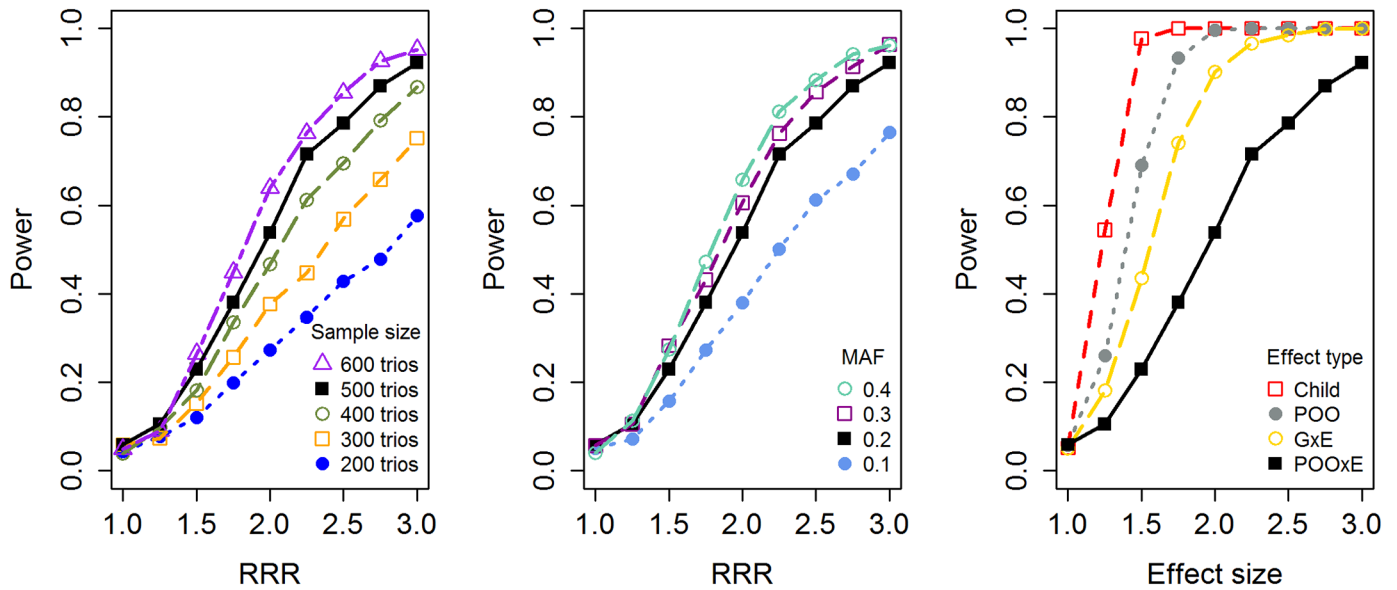 Power
1.0
0.8
0.6
0.4
0.2
0.0
Sample size
600 trios
500 trios
400 trios
300 trios
200 trios
1.0 1.5 2.0 2.5 3.0
RRR
Power
1.0
0.8
0.6
0.4
0.2
0.0
MAF
0.4
0.3
0.2
0.1
1.0 1.5 2.0 2.5 3.0
RRR
Power
1.0
0.8
0.6
0.4
0.2
0.0
Effect type
Child
POO
GxE
POOxE
1.0 1.5 2.0 2.5 3.0
Effect size